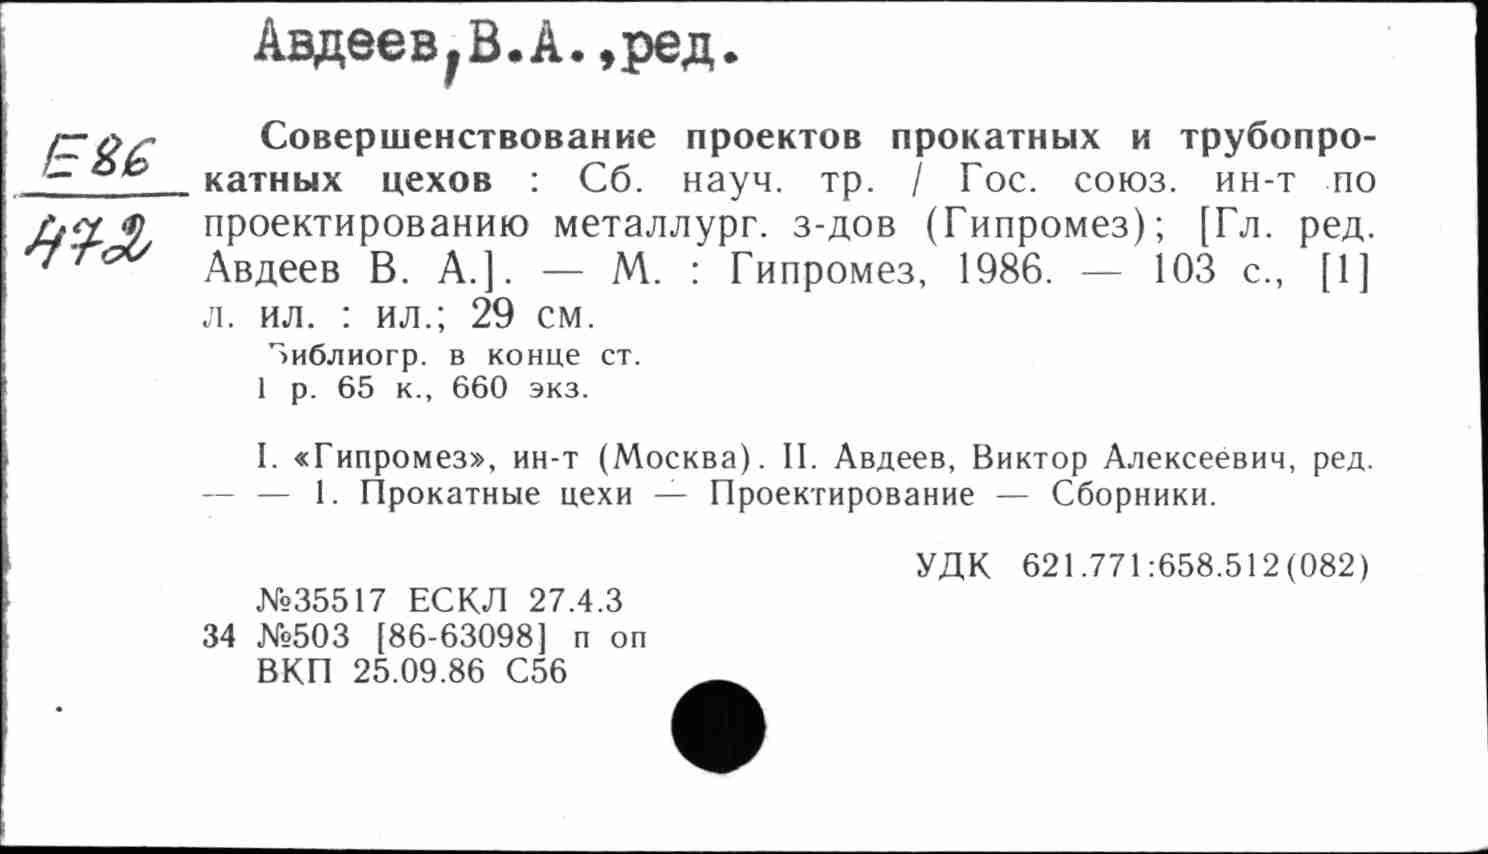 Авдеев,В.А.,ред.
Е86
472
Совершенствование проектов прокатных и трубопро-
катных цехов : Сб. науч. тр. / Гос. союз. ин-т по
проектированию металлург. з-дов (Гипромез); [Гл. ред.
Авдеев В. А.]. — М. : Гипромез, 1986. — 103 с., [1]
л. ил. : ил.; 29 см.
Библиогр. в конце ст.
1 р. 65 к., 660 экз.
I. «Гипромез», ин-т (Москва). II. Авдеев, Виктор Алексеевич, ред.
— — 1. Прокатные цехи — Проектирование — Сборники.
УДК 621.771:658.512(082)
№35517 ЕСКЛ 27.4.3
34 №503 [86-63098] п оп
ВКП 25.09.86 С56